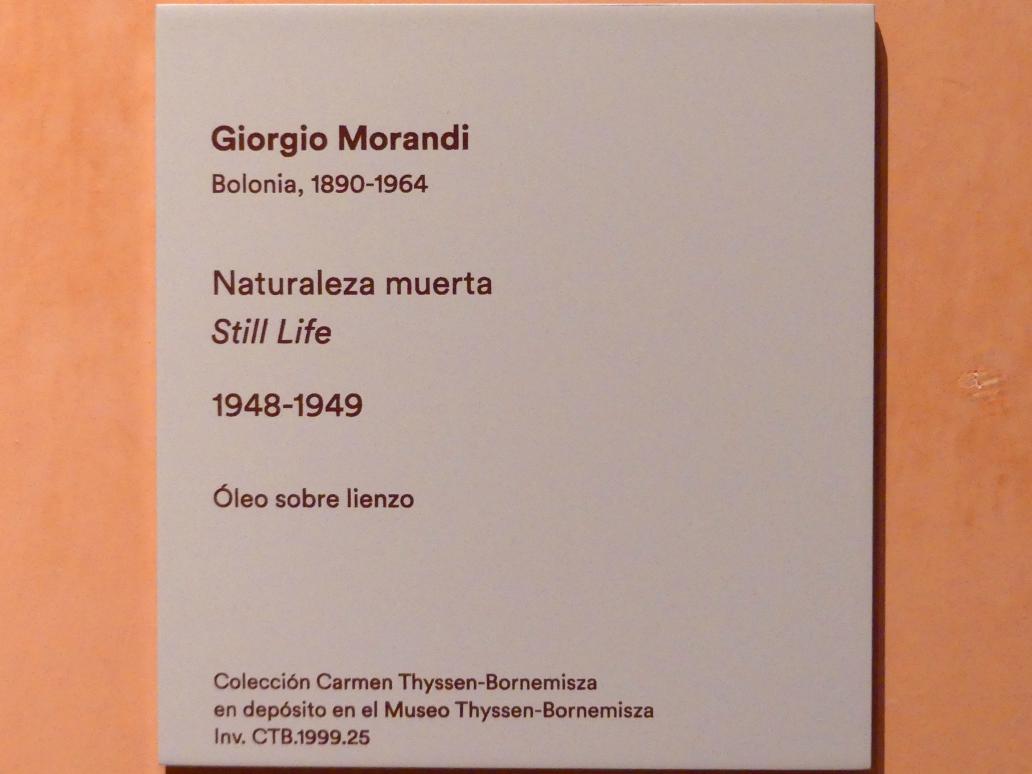 Giorgio Morandi
Bolonia, 1890-1964
Naturaleza muerta
Still Life
1948-1949
Óleo sobre lienzo
Colección Carmen Thyssen-Bornemisza
en depósito en el Museo Thyssen-Bornemisza
Inv. CTB.1999.25